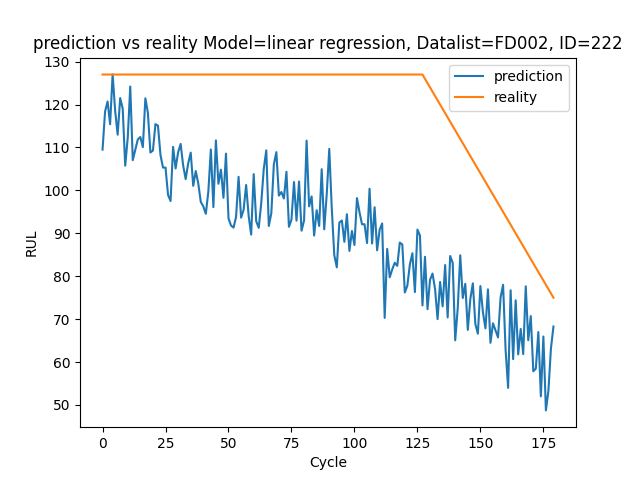 prediction vs reality Model=linear regression, Datalist=FD002, ID=222
130
120
110
100
90
80
70
60
50
RUL
prediction
reality
0 25 50 75 100 125 150 175
Cycle